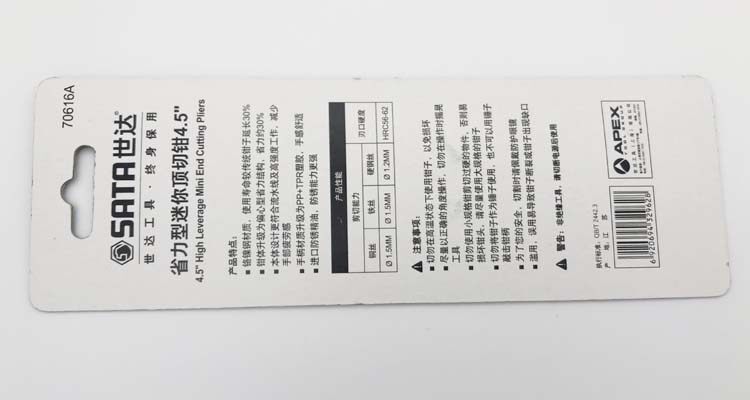 70616A
SATA世达
世达工具·终身保用
省力型迷你顶切钳4.5"
4.5" High Leverage Mini End Cutting Pliers
产品特点:
· 铬镍钢材质,使用寿命较传统钳子延长30%
· 钳体升级为偏心型省力结构,省力约30%
· 本体设计更符合流水线及高强度工作,减少
手部疲劳感
· 手柄材质升级为PP+TPR塑胶,手感舒适
· 进口防锈精油,防锈能力更强
产品性能
剪切能力 刃口硬度
铜丝 铁丝 硬钢丝 HRC56-62
Ø 1.5MM Ø 1.5MM Ø 1.2MM
注意事项:
· 切勿在高温状态下使用钳子,以免损坏
· 尽量以正确的角度操作,切勿在操作时摇晃
工具
· 切勿使用小规格钳剪切过硬的物件,否则易
损坏钳头,请尽量使用大规格的钳子
· 切勿将钳子作为锤子使用,也不可以用锤子
敲击钳柄
· 为了您的安全,切割时请佩戴防护眼镜
· 滥用、误用易导致钳子断裂或钳子出现缺口
警告:非绝缘工具,请切断电源后使用
执行标准:QB/T 2442.3
产 地:江 苏
6920694329628
APEX